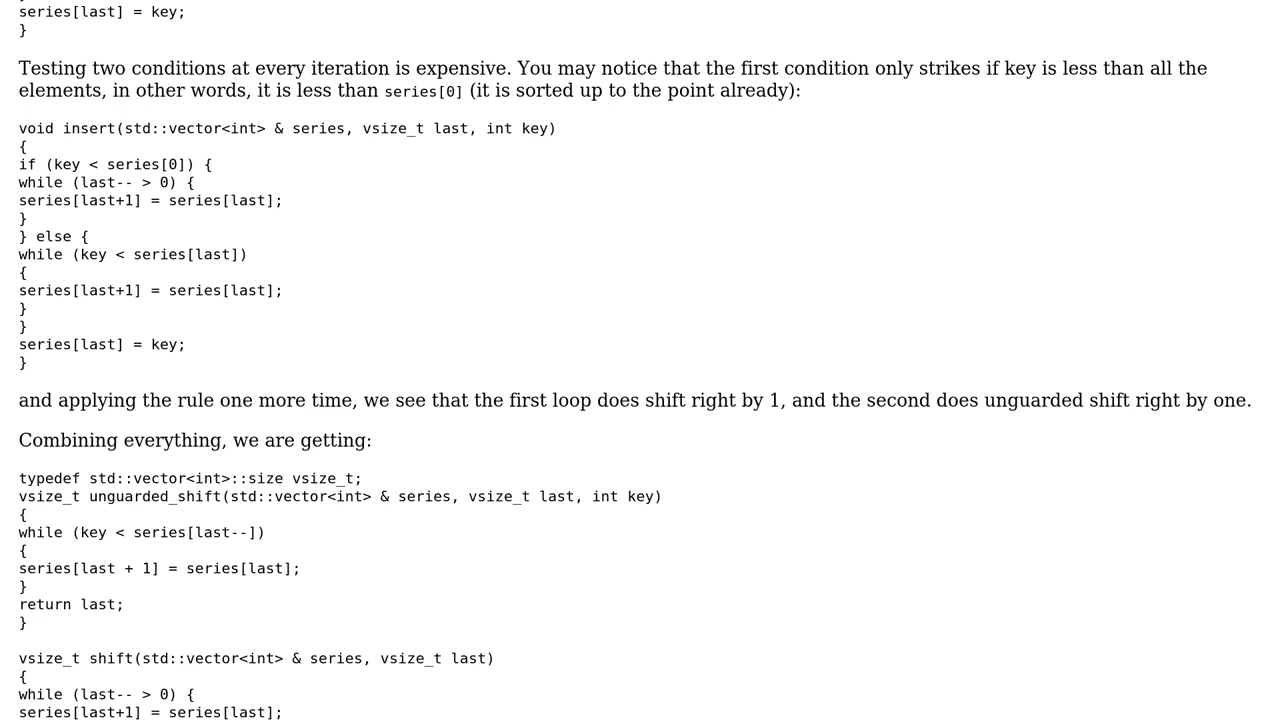 series[last] = key;
}
Testing two conditions at every iteration is expensive. You may notice that the first condition only strikes if key is less than all the
elements, in other words, it is less than series[0] (it is sorted up to the point already):
void insert(std::vector<int> & series, vsize_t last, int key)
{
if (key < series[0]) {
while (last-- > 0) {
series[last+1] = series[last];
}
} else {
while (key < series[last])
{
series[last+1] = series[last];
}
}
series[last] = key;
}
and applying the rule one more time, we see that the first loop does shift right by 1, and the second does unguarded shift right by one.
Combining everything, we are getting:
typedef std::vector<int>::size vsize_t;
vsize_t unguarded_shift(std::vector<int> & series, vsize_t last, int key)
{
while (key < series[last--])
{
series[last + 1] = series[last];
}
return last;
}
vsize_t shift(std::vector<int> & series, vsize_t last)
{
while (last-- > 0) {
series[last+1] = series[last];